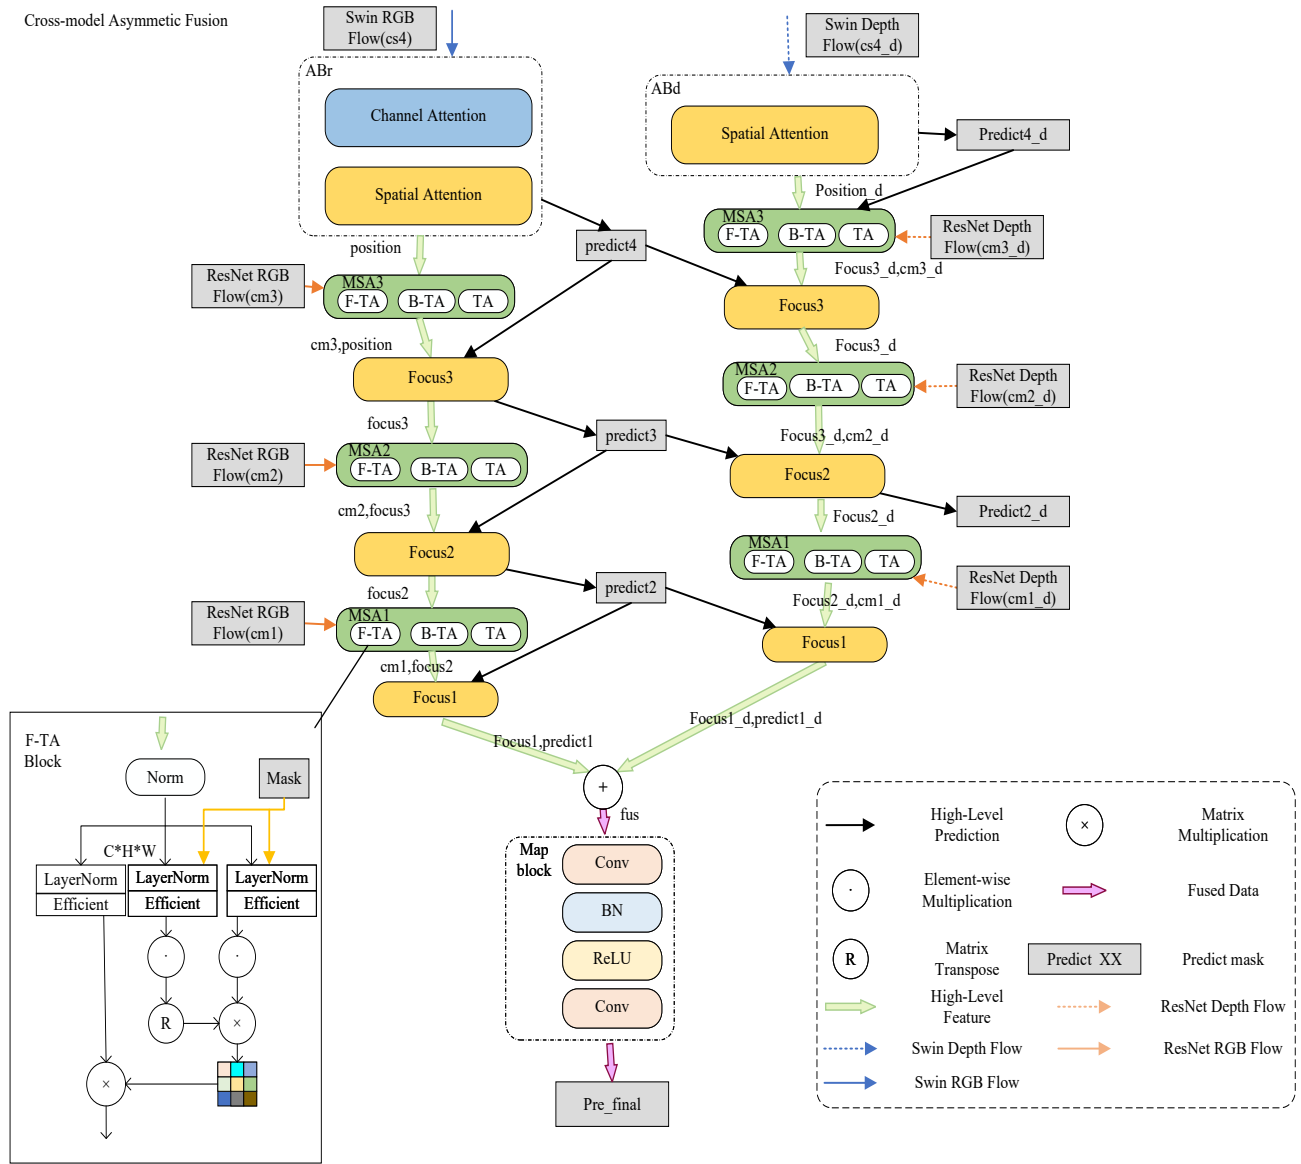 Cross-model Asymmetric Fusion
Swin RGB
Flow(cs4)
Swin Depth
Flow(cs4_d)
ABr
Channel Attention
Spatial Attention
ABd
Spatial Attention
Predict4_d
Position_d
position
predict4
MSA3
F-TA
B-TA
TA
ResNet Depth
Flow(cm3_d)
Focus3_d,cm3_d
ResNet RGB
Flow(cm3)
MSA3
F-TA
B-TA
TA
Focus3
cm3,position
Focus3_d
Focus3
MSA2
F-TA
B-TA
TA
ResNet Depth
Flow(cm2_d)
focus3
predict3
Focus3_d,cm2_d
ResNet RGB
Flow(cm2)
MSA2
F-TA
B-TA
TA
Focus2
cm2,focus3
Focus2_d
Predict2_d
Focus2
MSA1
F-TA
B-TA
TA
ResNet Depth
Flow(cm1_d)
focus2
predict2
Focus2_d,cm1_d
ResNet RGB
Flow(cm1)
MSA1
F-TA
B-TA
TA
Focus1
cm1,focus2
Focus1
Focus1_d,predict1_d
Focus1,predict1
+
fus
F-TA
Block
Norm
Mask
C*H*W
LayerNorm
Efficient
LayerNorm
Efficient
LayerNorm
Efficient
·
·
R
×
×
Map
block
Conv
BN
ReLU
Conv
Pre_final
High-Level
Prediction
×
Matrix
Multiplication
·
Element-wise
Multiplication
Fused Data
R
Matrix
Transpose
Predict XX
Predict mask
High-Level
Feature
ResNet Depth Flow
Swin Depth Flow
ResNet RGB Flow
Swin RGB Flow